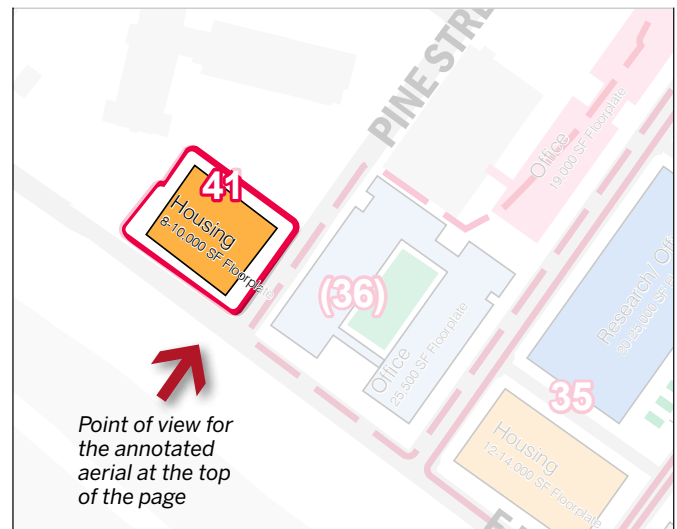 PINE STRE
41
Housing
8-10,000 SF Floorplate
Office
19,000 SF Floorplate
(36)
Office
25,500 SF Floorplate
Research/ Offi
35
Housing
12-14,000 SF Floorplate
Point of view for
the annotated
aerial at the top
of the page